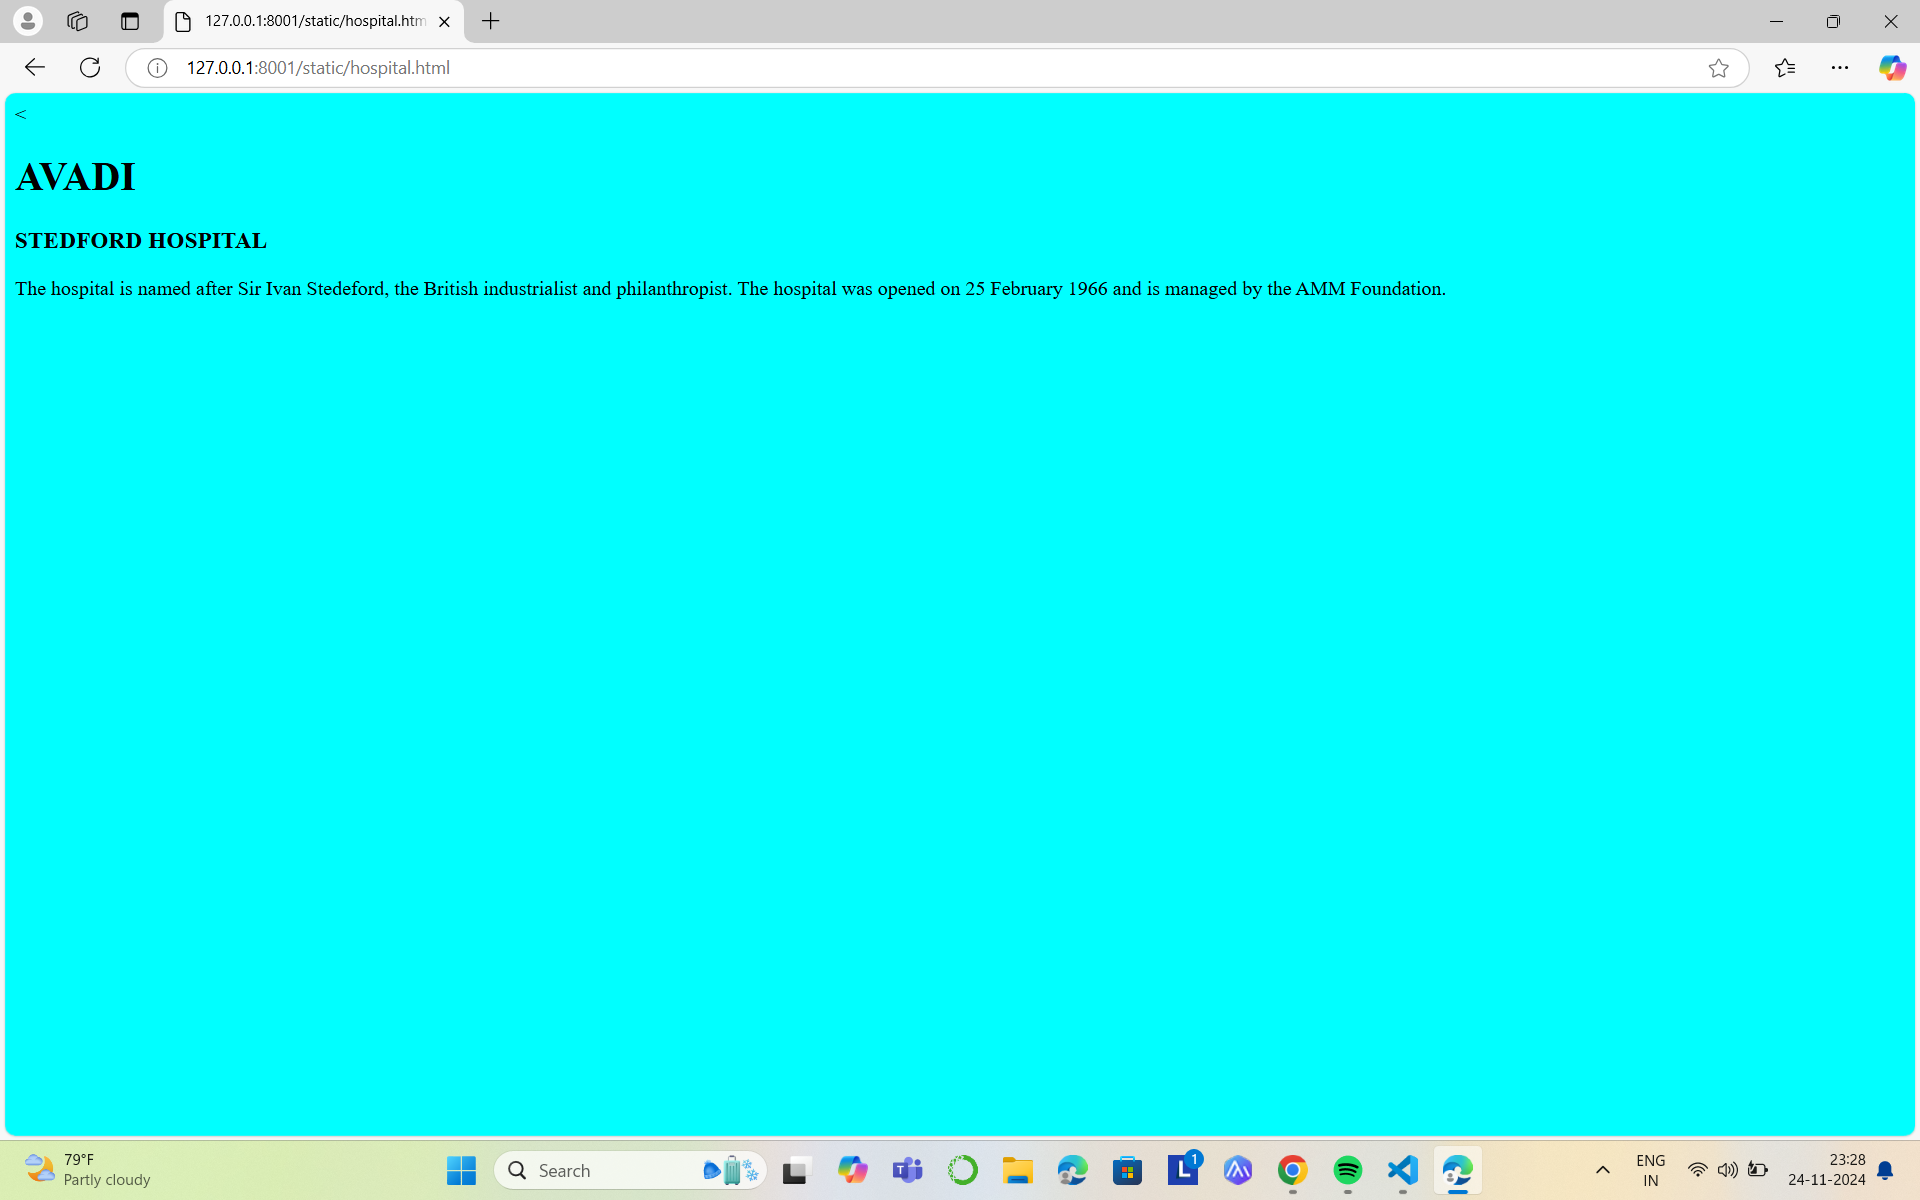 127.0.0.1:8001/static/hospital.htm
127.0.0.1:8001/static/hospital.html
<
AVADI
STEDFORD HOSPITAL
The hospital is named after Sir Ivan Stedeford, the British industrialist and philanthropist. The hospital was opened on 25 February 1966 and is managed by the AMM Foundation.
79°F
Partly cloudy
Search
T
L
1
ENG
IN
23:28
24-11-2024